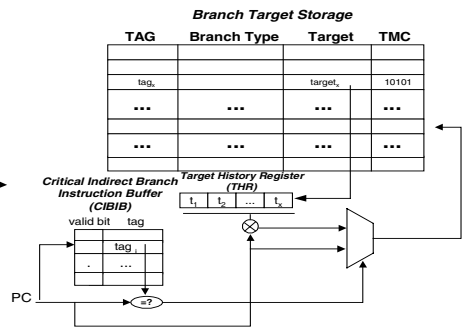 Branch Target Storage
TAG Branch Type Target TMC
tagₓ targetₓ 10101
... ... ...
... ... ...
Critical Indirect Branch
Instruction Buffer
(CIBIB)
Target History Register
(THR)
t₁ t₂ ... tₓ
valid bit tag
tag ᵢ
. ...
PC
=?